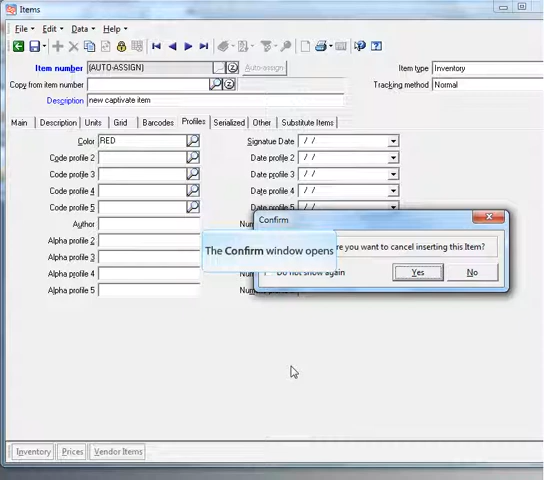 Items
File Edit Data Help
Item number (AUTO-ASSIGN) Auto-assign Item type Inventory
Copy from item number Tracking method Normal
Description new captivate item
Main Description Units Grid Barcodes Profiles Serialized Other Substitute Items
Color RED Signature Date / /
Code profile 2 Date profile 2 / /
Code profile 3 Date profile 3 / /
Code profile 4 Date profile 4 / /
Code profile 5 Date profile 5 / /
Author
Alpha profile 2
Alpha profile 3
Alpha profile 4
Alpha profile 5
Confirm
The Confirm window opens
you want to cancel inserting this Item?
Do not show again
Yes No
Inventory Prices Vendor Items